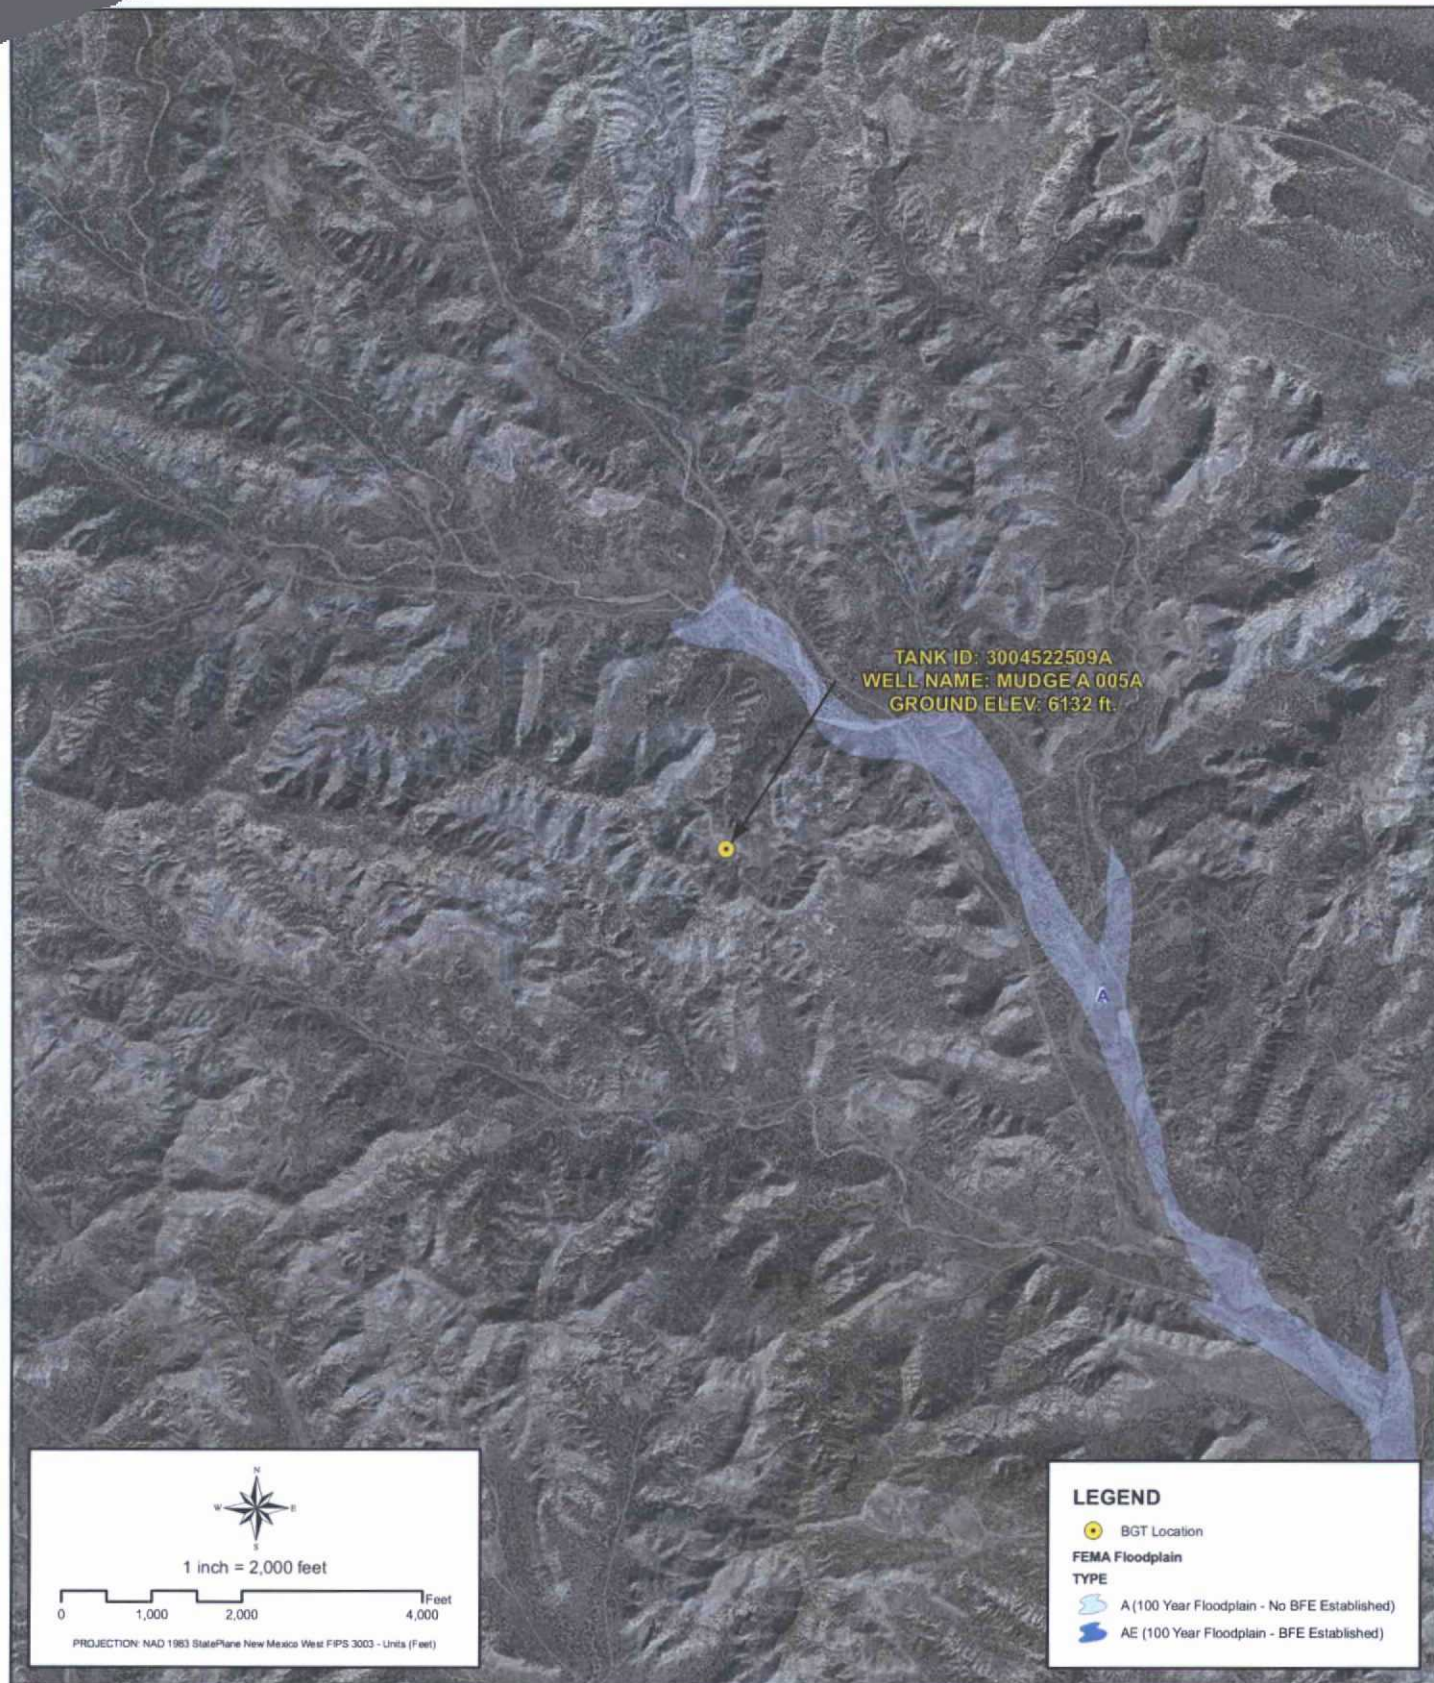 TANK ID: 3004522509A
WELL NAME: MUDGE A 005A
GROUND ELEV: 6132 ft.
A
N
W E
S
1 inch = 2,000 feet
Feet
0 1,000 2,000 4,000
PROJECTION: NAD 1983 StatePlane New Mexico West FIPS 3003 - Units (Feet)
LEGEND
BGT Location
FEMA Floodplain
TYPE
A (100 Year Floodplain - No BFE Established)
AE (100 Year Floodplain - BFE Established)